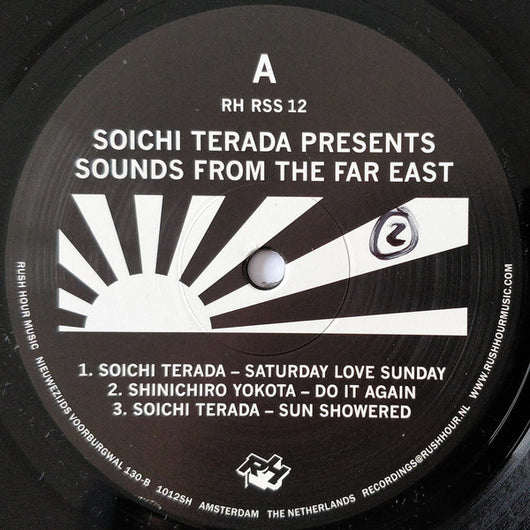 A
RH RSS 12
SOICHI TERADA PRESENTS
SOUNDS FROM THE FAR EAST
2
1. SOICHI TERADA – SATURDAY LOVE SUNDAY
2. SHINICHIRO YOKOTA – DO IT AGAIN
3. SOICHI TERADA – SUN SHOWERED
RH
RUSH HOUR MUSIC NIEUWEZIJDS VOORBURGWAL 130-B 1012SH AMSTERDAM THE NETHERLANDS RECORDINGS@RUSHHOUR.NL WWW.RUSHHOURMUSIC.COM